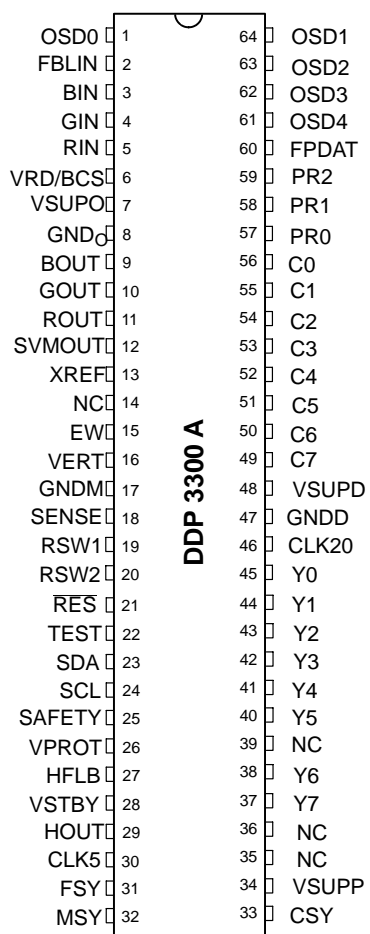 OSD0 1 64 OSD1
FBLIN 2 63 OSD2
BIN 3 62 OSD3
GIN 4 61 OSD4
RIN 5 60 FPDAT
VRD/BCS 6 59 PR2
VSUPO 7 58 PR1
GNDO 8 57 PR0
BOUT 9 56 C0
GOUT 10 55 C1
ROUT 11 54 C2
SVMOUT 12 53 C3
XREF 13 52 C4
NC 14 51 C5
EW 15 50 C6
VERT 16 49 C7
GNDM 17 48 VSUPD
SENSE 18 47 GNDD
RSW1 19 46 CLK20
RSW2 20 45 Y0
RES 21 44 Y1
TEST 22 43 Y2
SDA 23 42 Y3
SCL 24 41 Y4
SAFETY 25 40 Y5
VPROT 26 39 NC
HFLB 27 38 Y6
VSTBY 28 37 Y7
HOUT 29 36 NC
CLK5 30 35 NC
FSY 31 34 VSUPP
MSY 32 33 CSY
DDP 3300 A